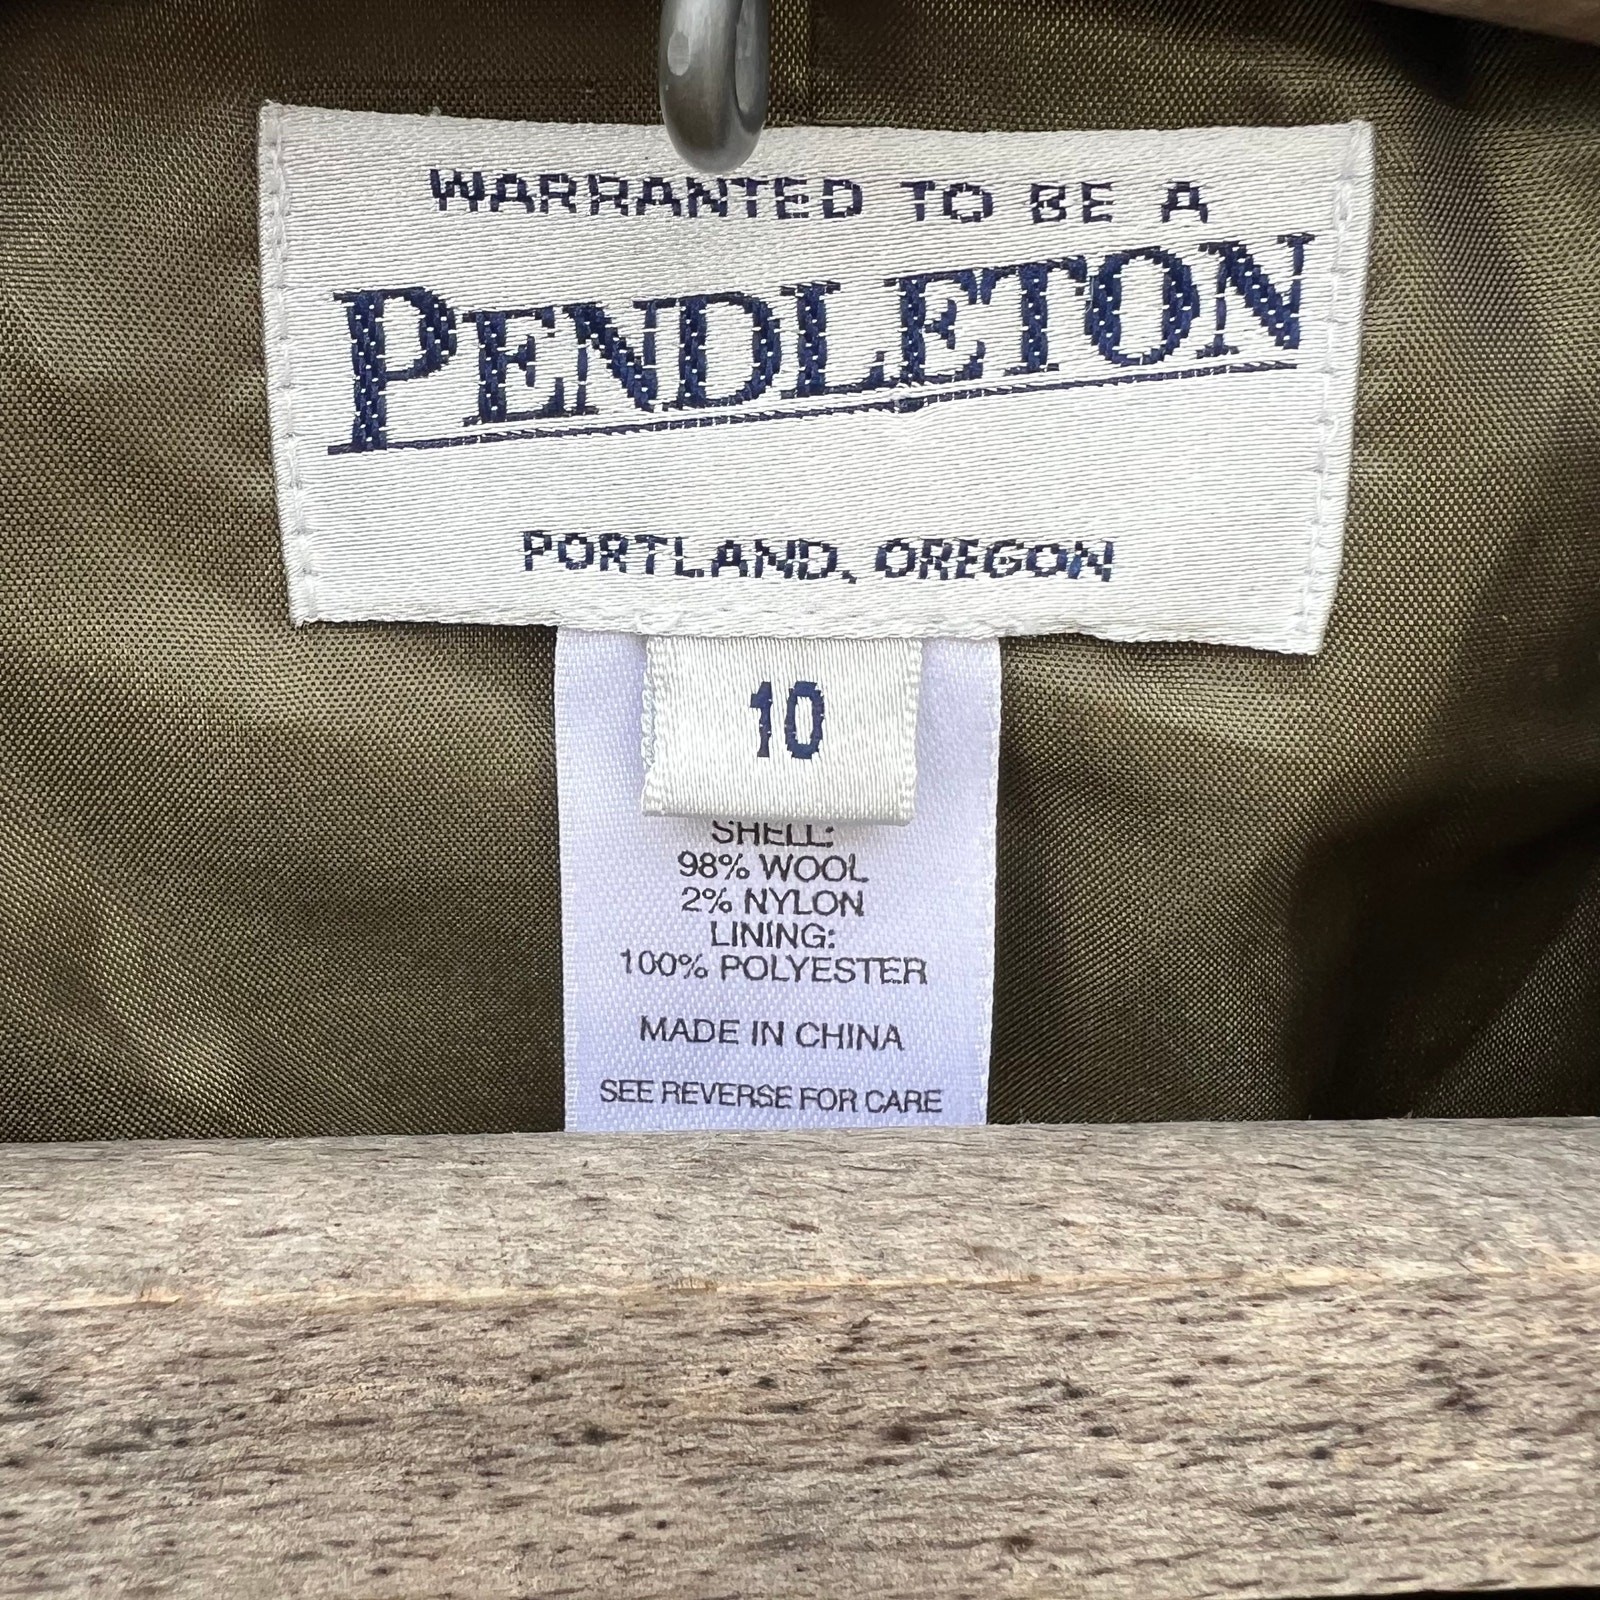 WARRANTED TO BE A
PENDLETON
PORTLAND, OREGON
10
SHELL:
98% WOOL
2% NYLON
LINING:
100% POLYESTER
MADE IN CHINA
SEE REVERSE FOR CARE